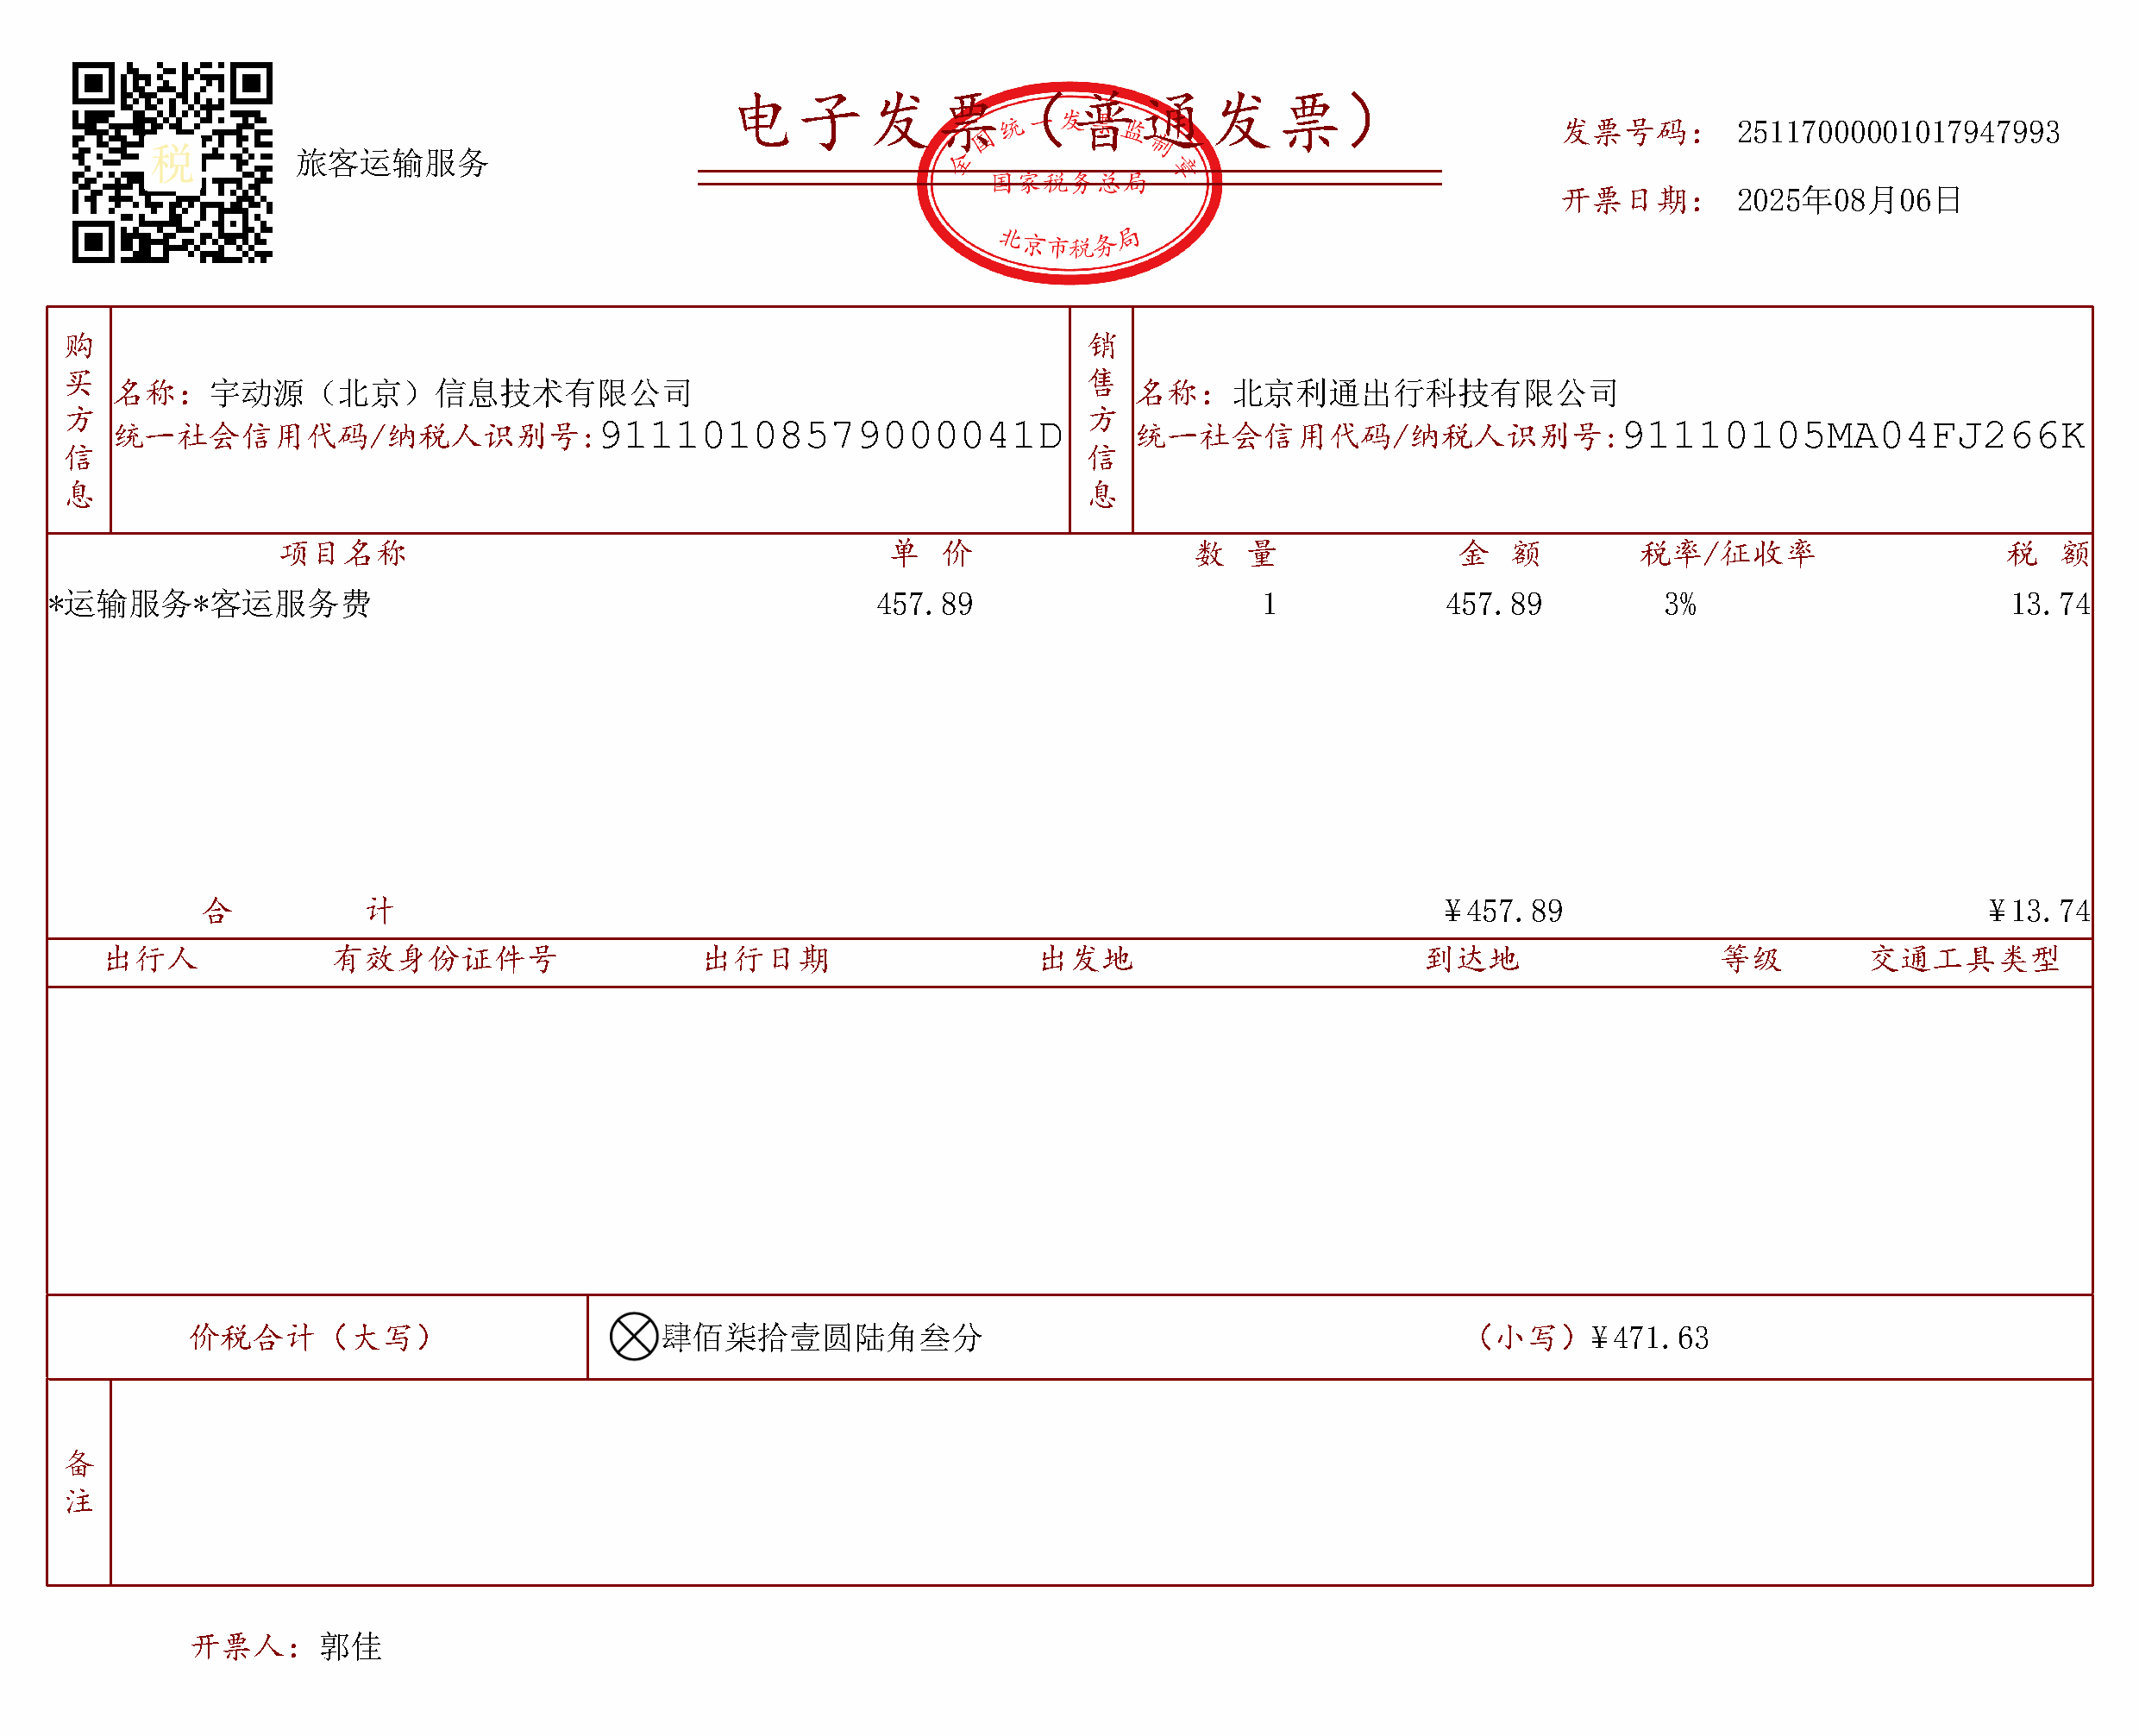 税
旅客运输服务
电子发票（普通发票）
全国统一发票监制章
国家税务总局
北京市税务局
发票号码： 25117000001017947993
开票日期： 2025年08月06日
购买方信息
名称：宇动源（北京）信息技术有限公司
统一社会信用代码/纳税人识别号:91110108579000041D
销售方信息
名称：北京利通出行科技有限公司
统一社会信用代码/纳税人识别号:91110105MA04FJ266K
项目名称 单 价 数 量 金 额 税率/征收率 税 额
*运输服务*客运服务费 457.89 1 457.89 3% 13.74
合 计 ¥457.89 ¥13.74
出行人 有效身份证件号 出行日期 出发地 到达地 等级 交通工具类型
价税合计（大写） 肆佰柒拾壹圆陆角叁分 （小写）¥471.63
备注
开票人：郭佳